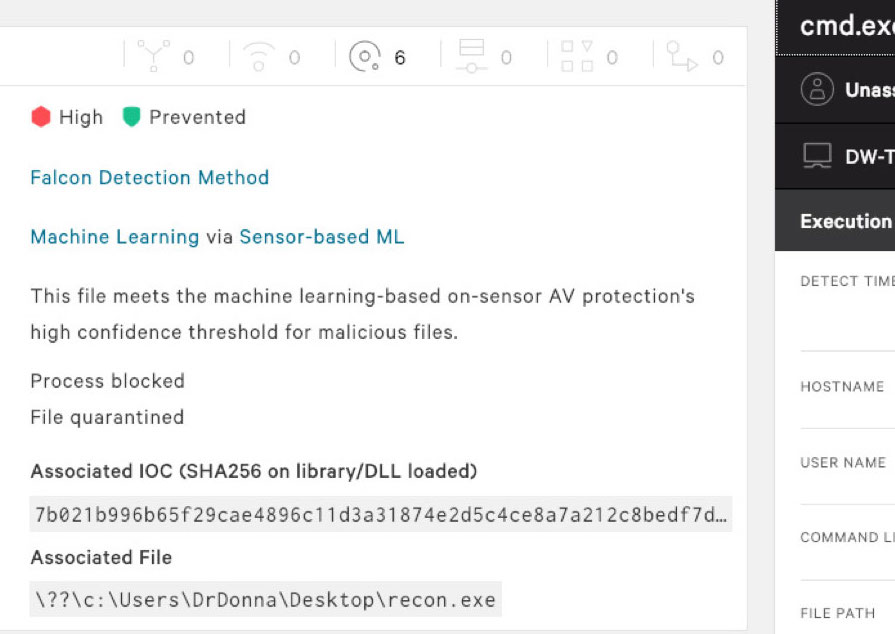 0 0 6 0 0 0
High Prevented
Falcon Detection Method
Machine Learning via Sensor-based ML
This file meets the machine learning-based on-sensor AV protection's
high confidence threshold for malicious files.
Process blocked
File quarantined
Associated IOC (SHA256 on library/DLL loaded)
7b021b996b65f29cae4896c11d3a31874e2d5c4ce8a7a212c8bedf7d…
Associated File
\??\c:\Users\DrDonna\Desktop\recon.exe
cmd.exe
Unass
DW-T
Execution
DETECT TIME
HOSTNAME
USER NAME
COMMAND LI
FILE PATH